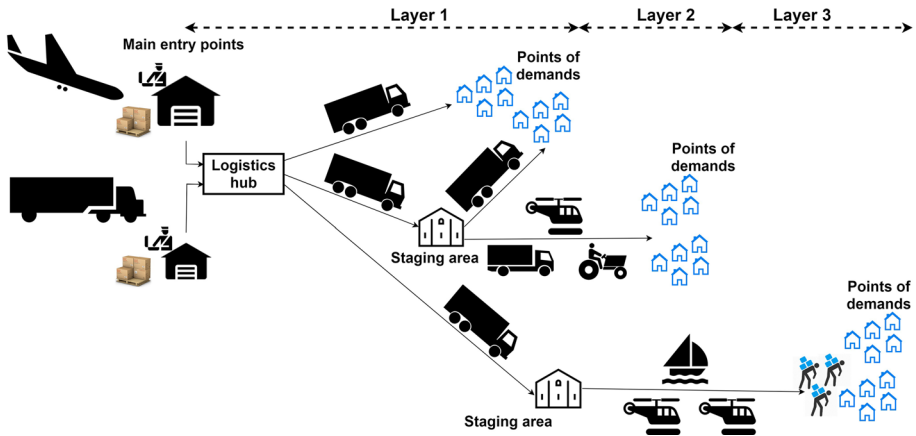 Layer 1
Layer 2
Layer 3
Main entry points
Points of
demands
Logistics
hub
Points of
demands
Staging area
Points of
demands
Staging area